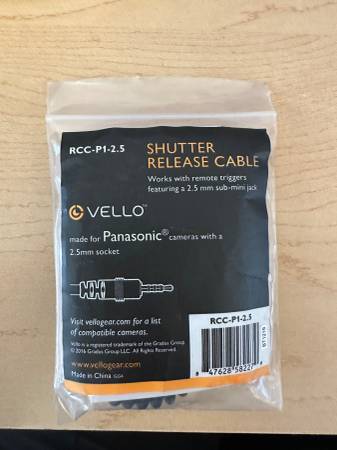 RCC-P1-2.5
SHUTTER
RELEASE CABLE
Works with remote triggers
featuring a 2.5 mm sub-mini jack
VELLO™
made for Panasonic® cameras with a
2.5mm socket
RCC-P1-2.5
Visit vellogear.com for a list
of compatible cameras.
Vello is a registered trademark of the Gradus Group.
© 2016 Gradus Group LLC. All Rights Reserved.
www.vellogear.com
Made in China